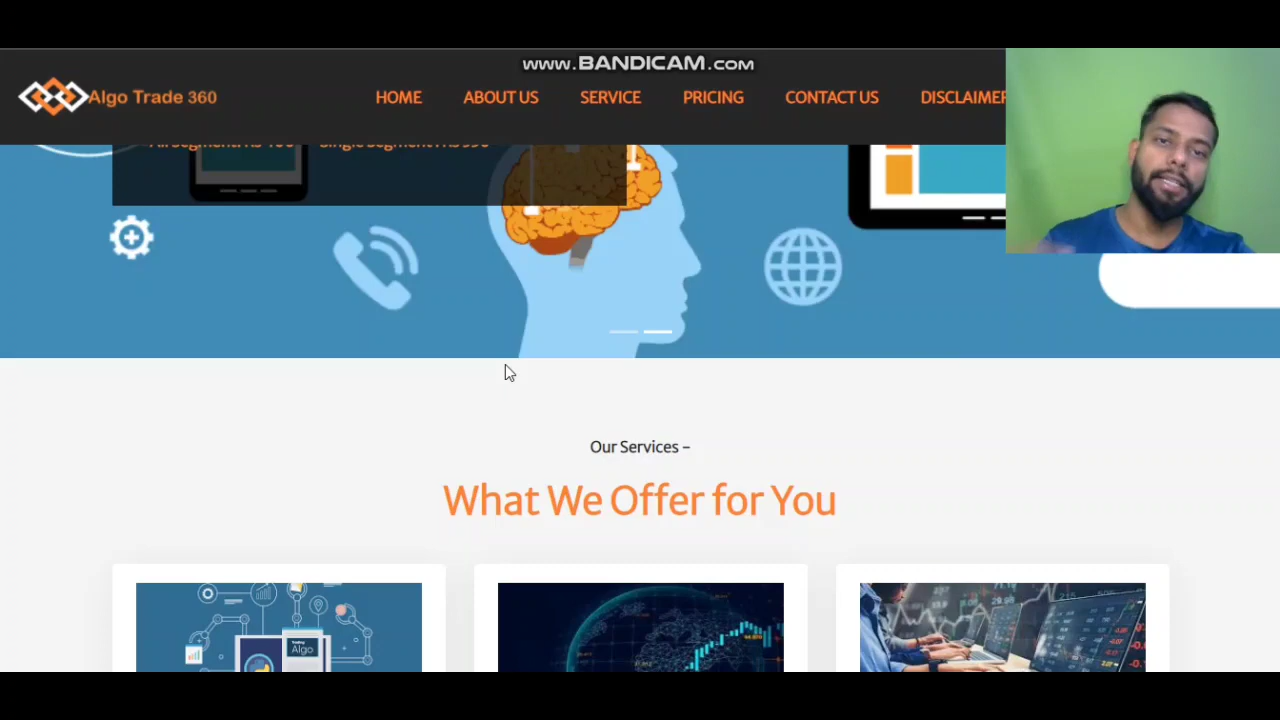 www.BANDICAM.com
Algo Trade 360
HOME
ABOUT US
SERVICE
PRICING
CONTACT US
DISCLAIMER
Our Services -
What We Offer for You
Algo